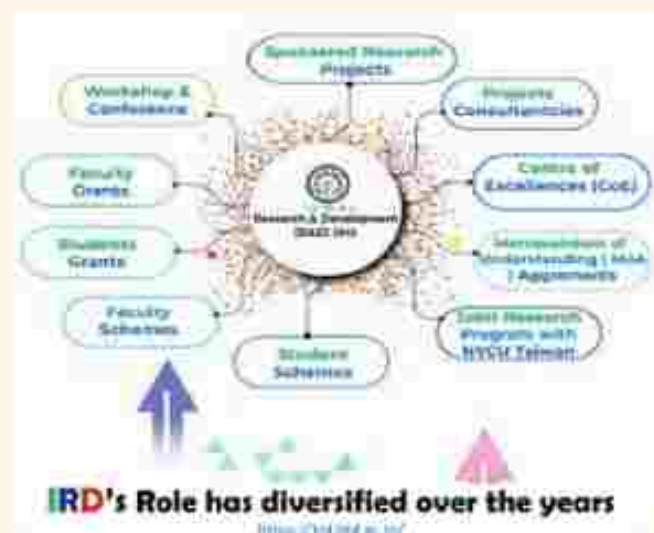 Sponsored Research
Projects
Workshop &
Conference
Projects
Consultancies
Faculty
Grants
Centre of
Excellences (CoE)
Research & Development
Students
Grants
Memorandum of
Understanding | MoA
| Agreements
Faculty
Schemes
Joint Research
Program with
NYCU Taiwan
Student
Schemes
IRD's Role has diversified over the years